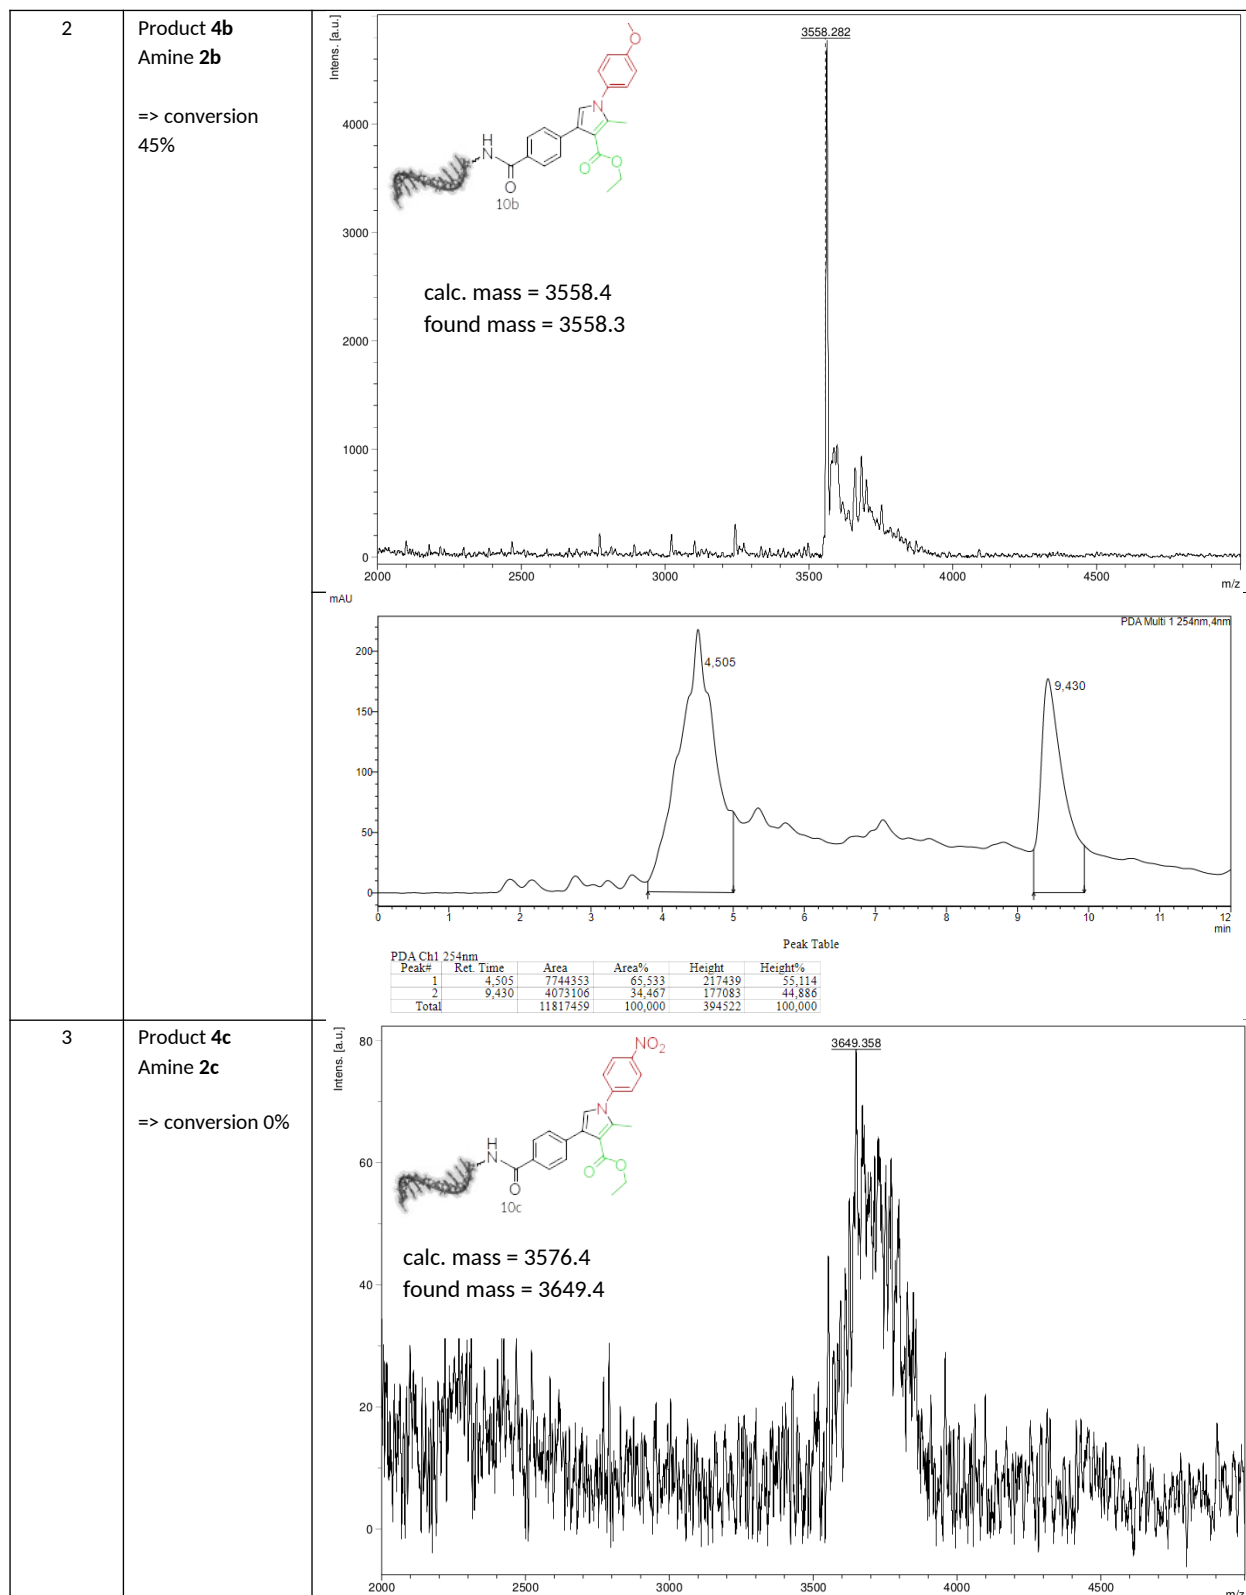 2
Product 4b
Amine 2b
=> conversion
45%
Intens. [a.u.]
3558.282
4000
3000
2000
1000
0
2000 2500 3000 3500 4000 4500 m/z
O
N
H
N
O
O
O
10b
calc. mass = 3558.4
found mass = 3558.3
mAU
PDA Multi 1 254nm,4nm
200
150
100
50
0
4,505
9,430
0 1 2 3 4 5 6 7 8 9 10 11 12
min
Peak Table
PDA Ch1 254nm
Peak# Ret. Time Area Area% Height Height%
1 4,505 7744353 65,533 217439 55,114
2 9,430 4073106 34,467 177083 44,886
Total 11817459 100,000 394522 100,000
3
Product 4c
Amine 2c
=> conversion 0%
Intens. [a.u.]
3649.358
80
60
40
20
0
2000 2500 3000 3500 4000 4500 m/z
NO2
N
H
N
O
O
O
10c
calc. mass = 3576.4
found mass = 3649.4